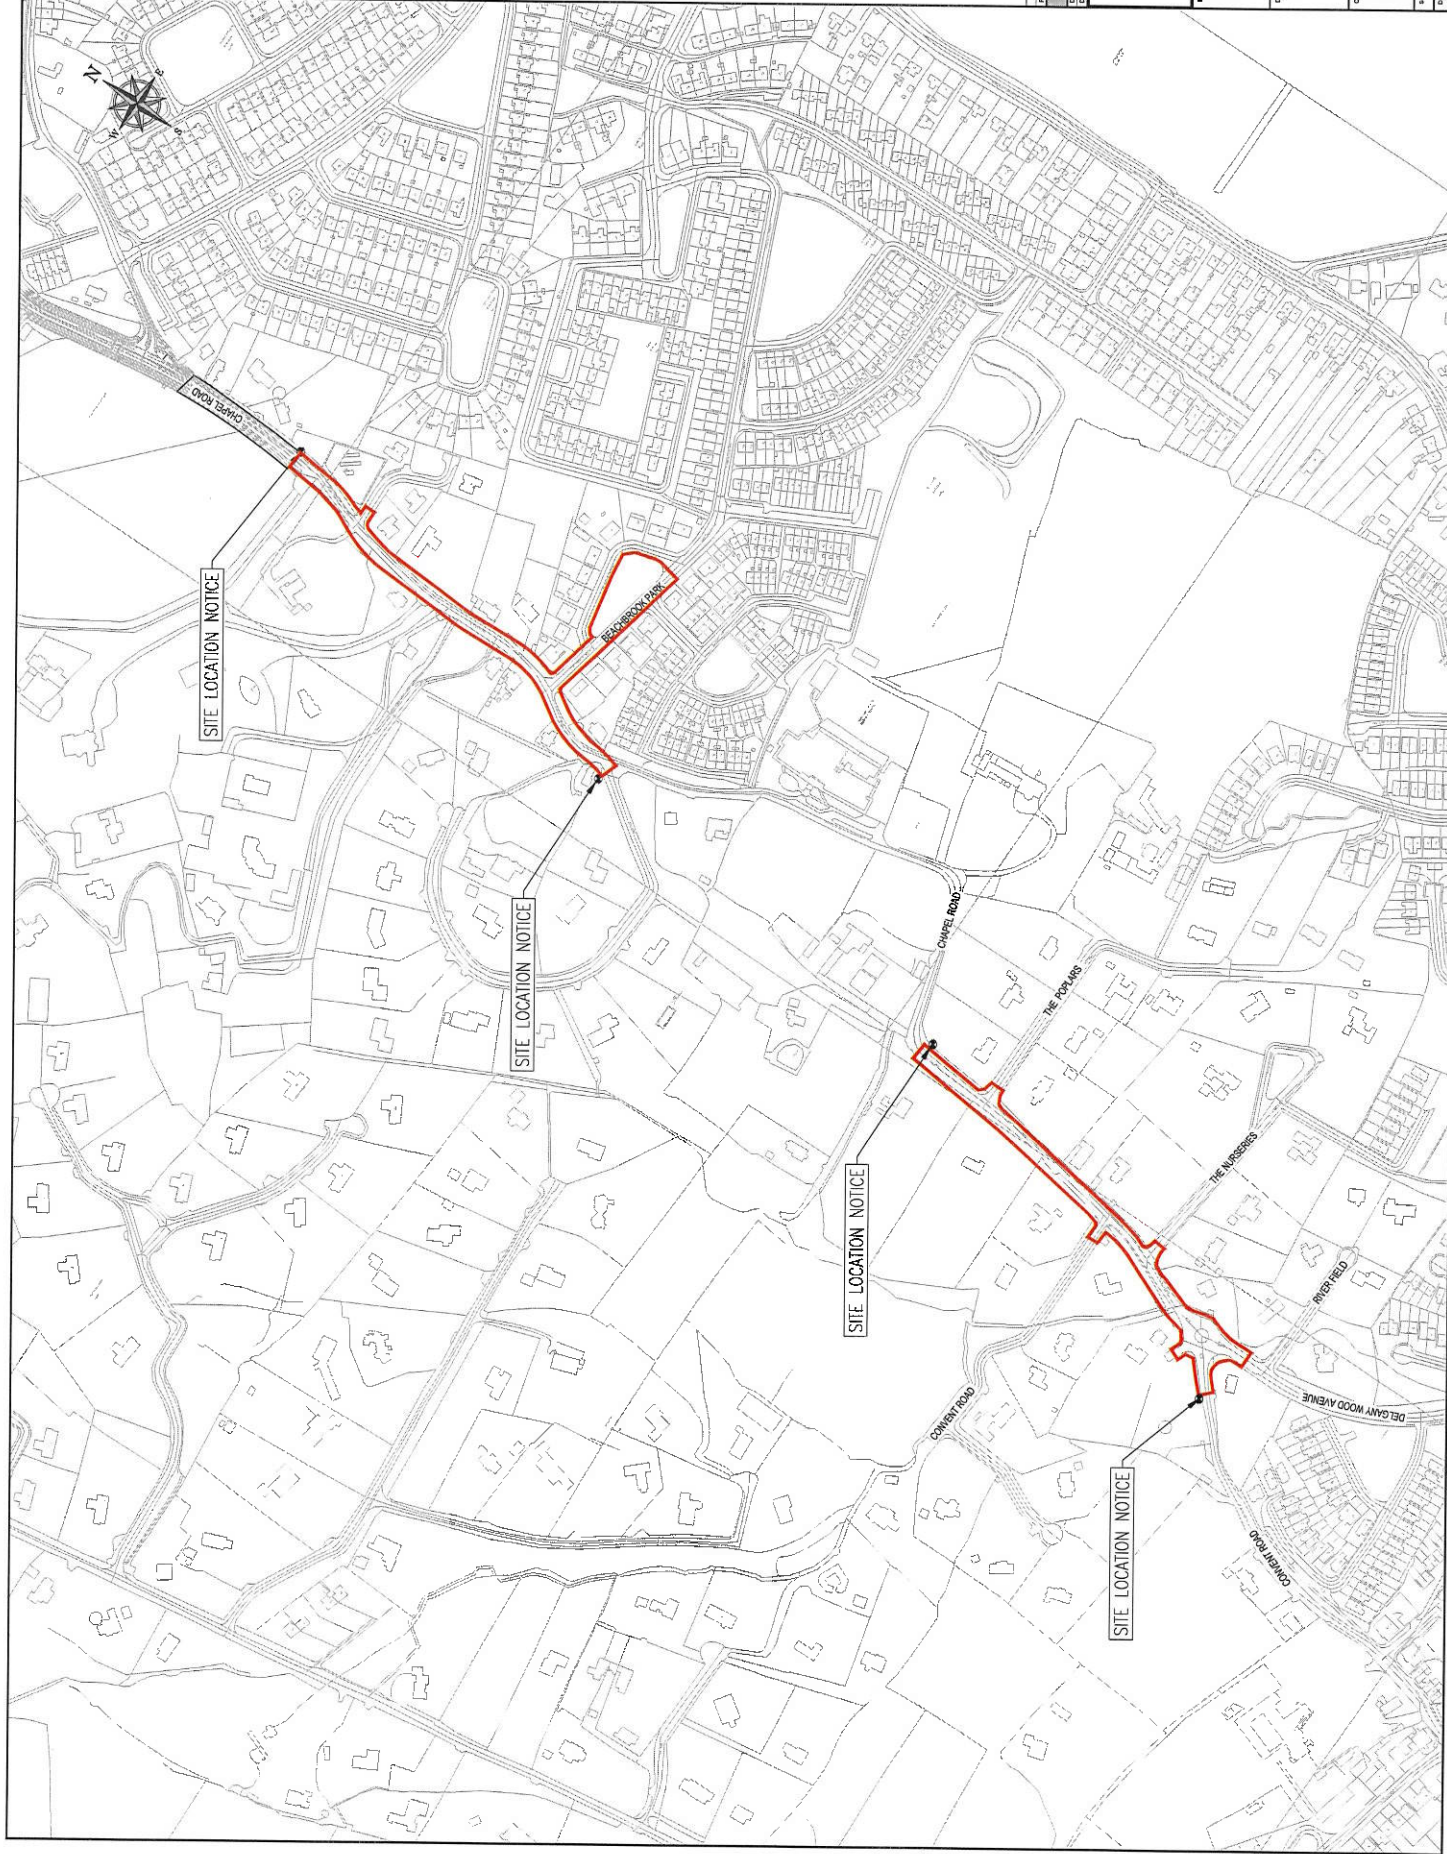 N
E
W
S
CHAPEL ROAD
SITE LOCATION NOTICE
BEACHBROOK PARK
SITE LOCATION NOTICE
CHAPEL ROAD
THE POPLARS
SITE LOCATION NOTICE
THE NURSERIES
RIVER FIELD
CONVENT ROAD
DELGANY WOOD AVENUE
SITE LOCATION NOTICE
CONVENT ROAD